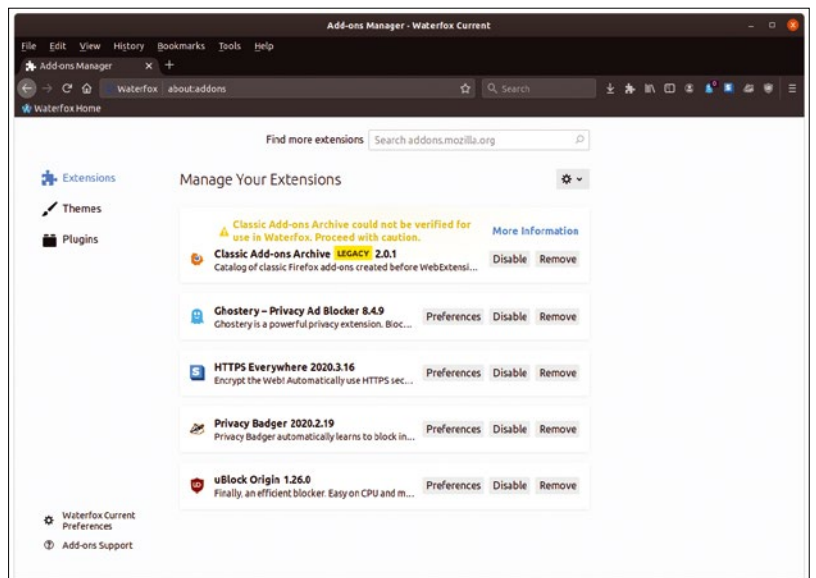 Add-ons Manager - Waterfox Current
File Edit View History Bookmarks Tools Help
Add-ons Manager
Waterfox about:addons Search
Waterfox Home
Find more extensions Search addons.mozilla.org
Extensions
Themes
Plugins
Manage Your Extensions
Classic Add-ons Archive could not be verified for
use in Waterfox. Proceed with caution.
More Information
Classic Add-ons Archive LEGACY 2.0.1
Catalog of classic Firefox add-ons created before WebExtensi...
Disable Remove
Ghostery – Privacy Ad Blocker 8.4.9
Ghostery is a powerful privacy extension. Bloc...
Preferences Disable Remove
HTTPS Everywhere 2020.3.16
Encrypt the Web! Automatically use HTTPS sec...
Preferences Disable Remove
Privacy Badger 2020.2.19
Privacy Badger automatically learns to block in...
Preferences Disable Remove
uBlock Origin 1.26.0
Finally, an efficient blocker. Easy on CPU and m...
Preferences Disable Remove
Waterfox Current
Preferences
Add-ons Support